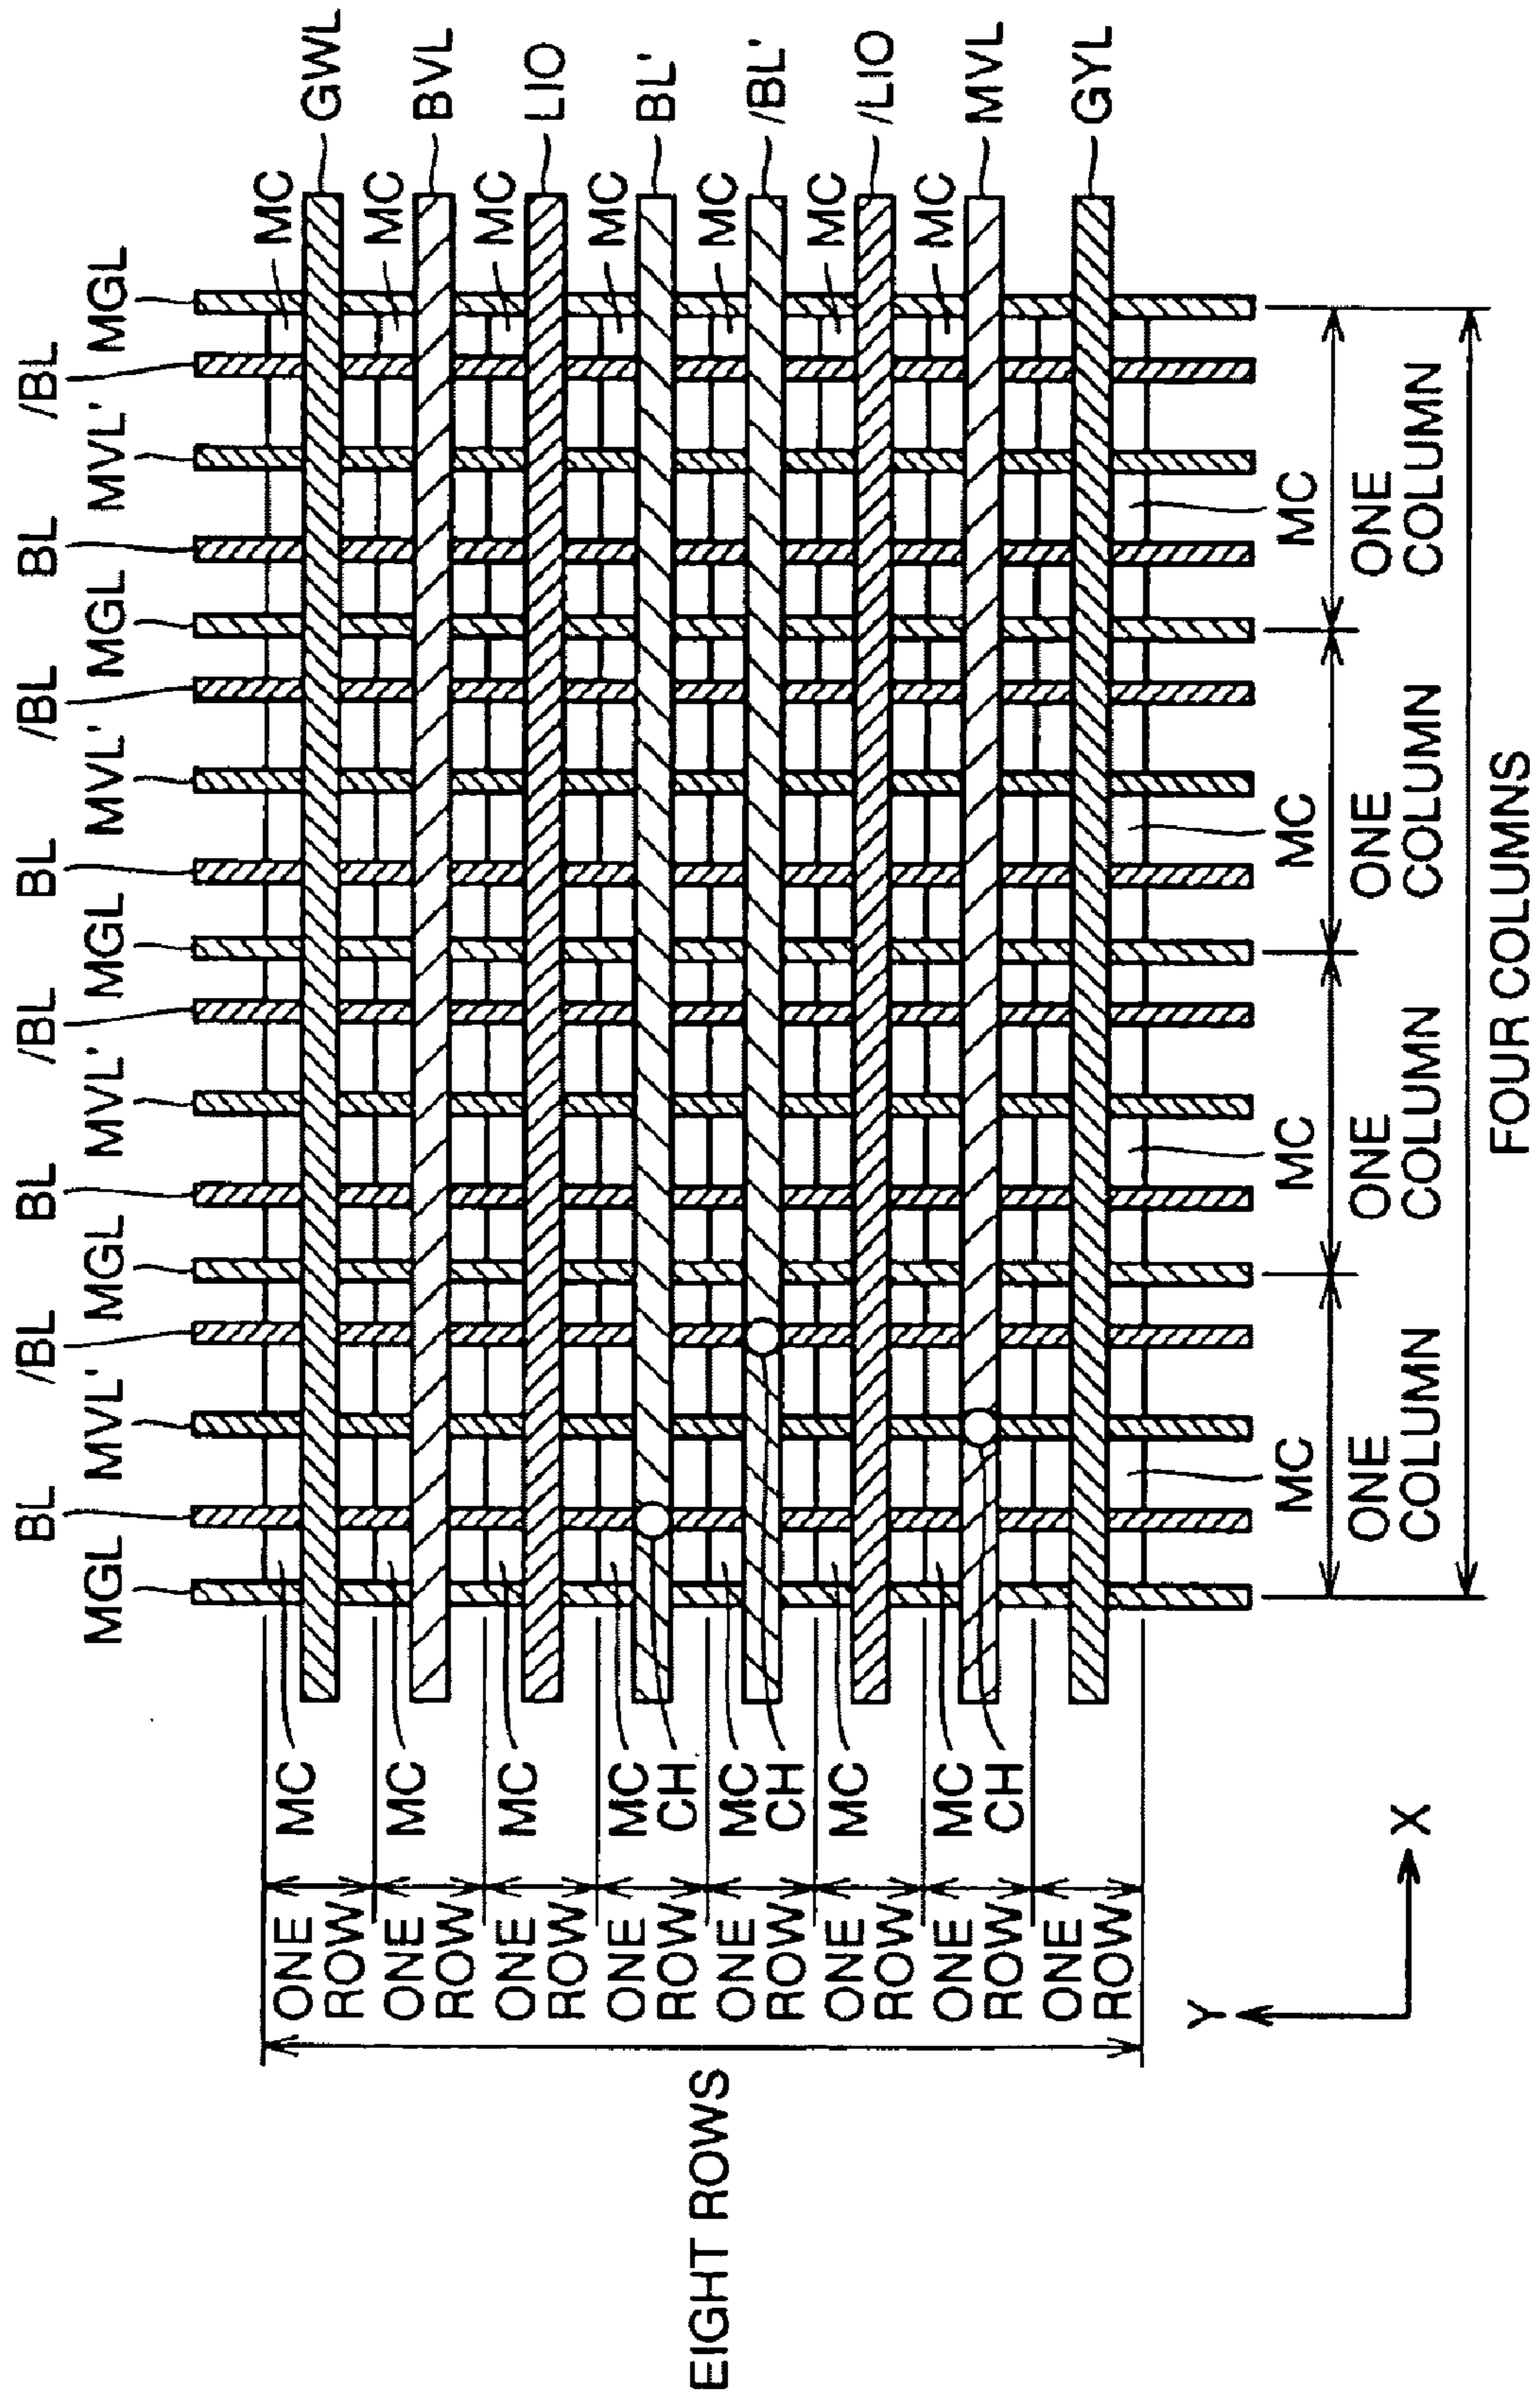 BL /BL BL /BL BL /BL BL /BL
MGL MVL' MGL MVL' MGL MVL' MGL MVL' MGL
MC
GWL
MC
BVL
MC
LIO
MC
BL'
MC
/BL'
MC
/LIO
MC
MVL
GYL
ONE
ROW
MC
ONE
ROW
MC
ONE
ROW
MC
ONE
ROW
MC
CH
ONE
ROW
MC
CH
ONE
ROW
MC
ONE
ROW
MC
CH
ONE
ROW
EIGHT ROWS
MC MC MC MC
ONE
COLUMN
ONE
COLUMN
ONE
COLUMN
ONE
COLUMN
FOUR COLUMNS
Y
X